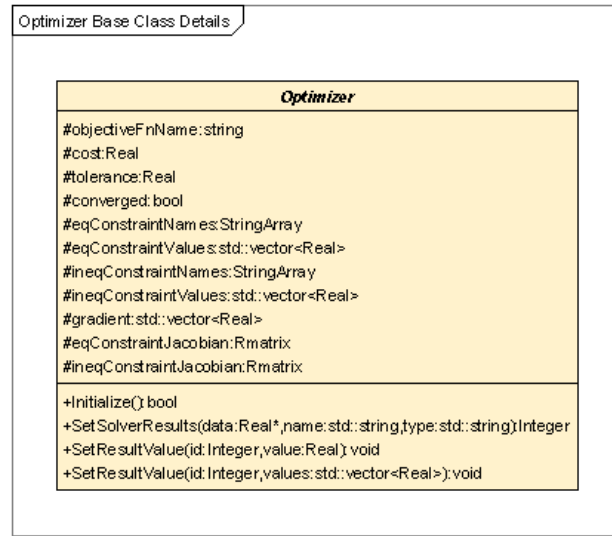 Optimizer Base Class Details
Optimizer
#objectiveFnName:string
#cost:Real
#tolerance:Real
#converged:bool
#eqConstraintNames:StringArray
#eqConstraintValues:std::vector<Real>
#ineqConstraintNames:StringArray
#ineqConstraintValues:std::vector<Real>
#gradient:std::vector<Real>
#eqConstraintJacobian:Rmatrix
#ineqConstraintJacobian:Rmatrix
+Initialize():bool
+SetSolverResults(data:Real*,name:std::string,type:std::string):Integer
+SetResultValue(id:Integer,value:Real):void
+SetResultValue(id:Integer,values:std::vector<Real>):void